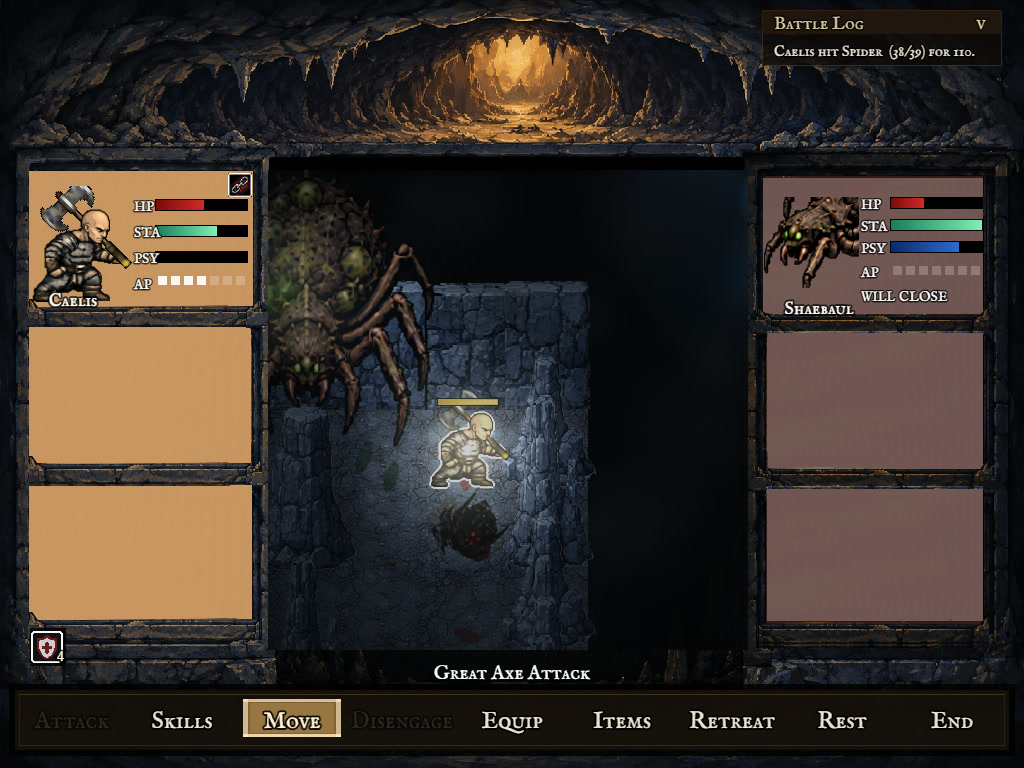 Battle Log V
Caelis hit Spider (38/39) for 110.
HP
STA
PSY
AP
Caelis
HP
STA
PSY
AP
WILL CLOSE
Shaebaul
4
Great Axe Attack
Attack Skills Move Disengage Equip Items Retreat Rest End